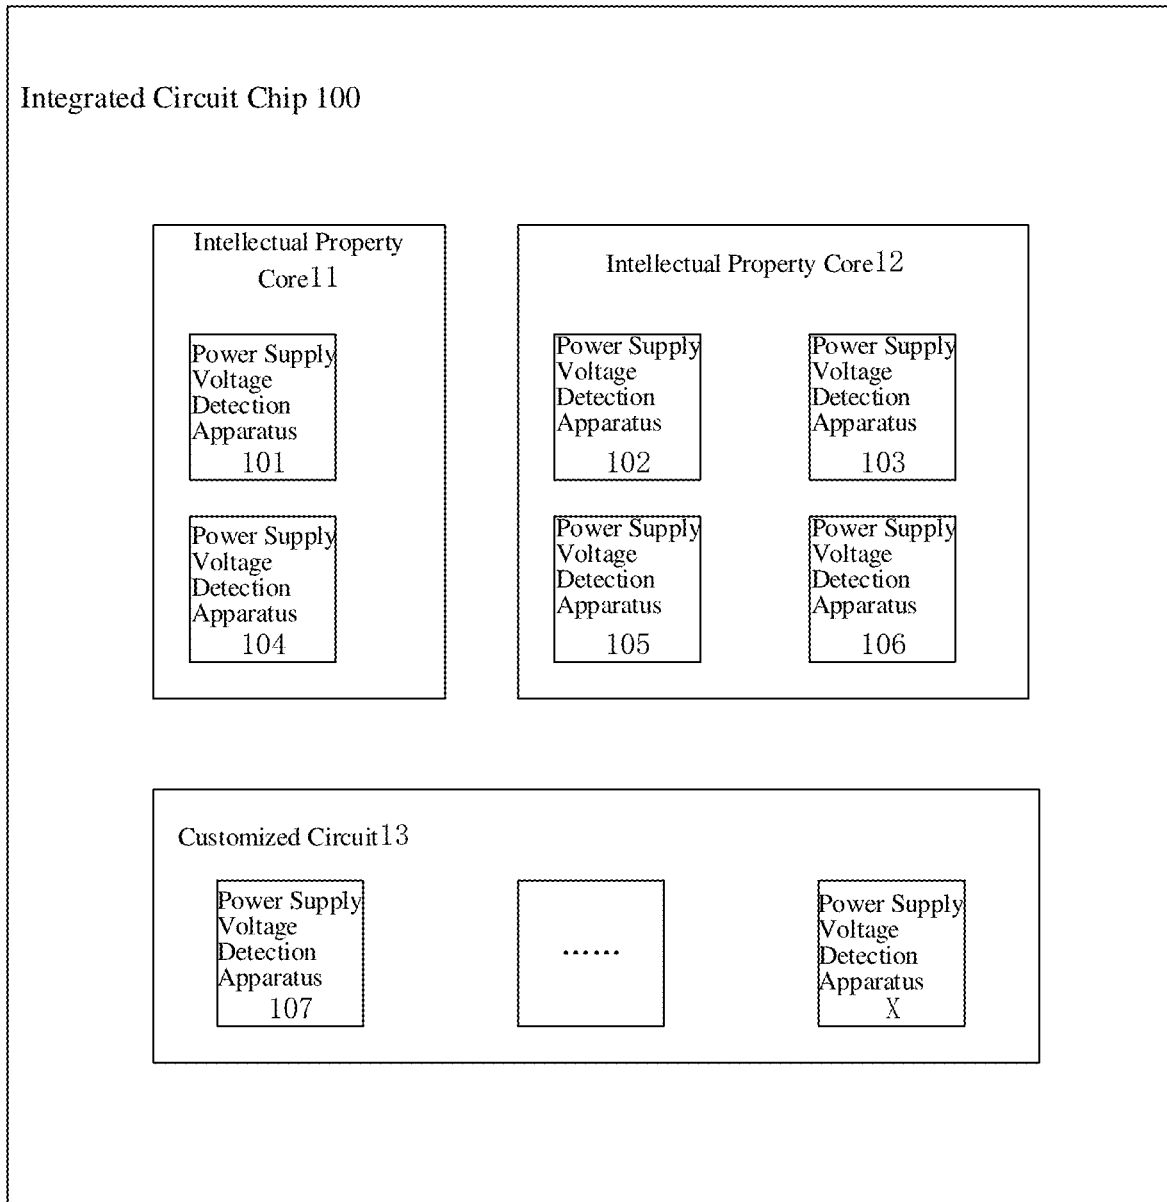 Integrated Circuit Chip 100
Intellectual Property
Core11
Power Supply
Voltage
Detection
Apparatus
101
Power Supply
Voltage
Detection
Apparatus
104
Intellectual Property Core12
Power Supply
Voltage
Detection
Apparatus
102
Power Supply
Voltage
Detection
Apparatus
103
Power Supply
Voltage
Detection
Apparatus
105
Power Supply
Voltage
Detection
Apparatus
106
Customized Circuit13
Power Supply
Voltage
Detection
Apparatus
107
......
Power Supply
Voltage
Detection
Apparatus
X